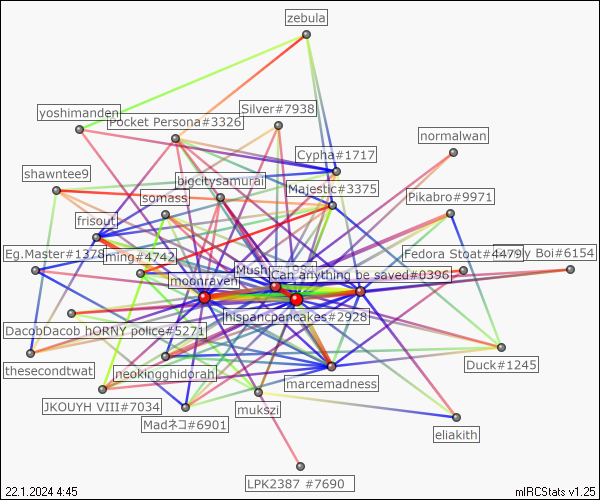 zebula
yoshimanden
Pocket Persona#3326
Silver#7938
normalwan
Cypha#1717
shawntee9
bigcitysamurai
Majestic#3375
Pikabro#9971
somass
frisout
Eg.Master#1378
ming#4742
Fedora Stoat#4479
Boi#6154
moonraven
Can anything be saved#0396
hispancpancakes#2928
DacobDacob hORNY police#5271
thesecondtwat
neokingghidorah
marcemadness
Duck#1245
JKOUYH VIII#7034
Madネコ#6901
mukszi
eliakith
LPK2387 #7690
22.1.2024 4:45
mIRCStats v1.25